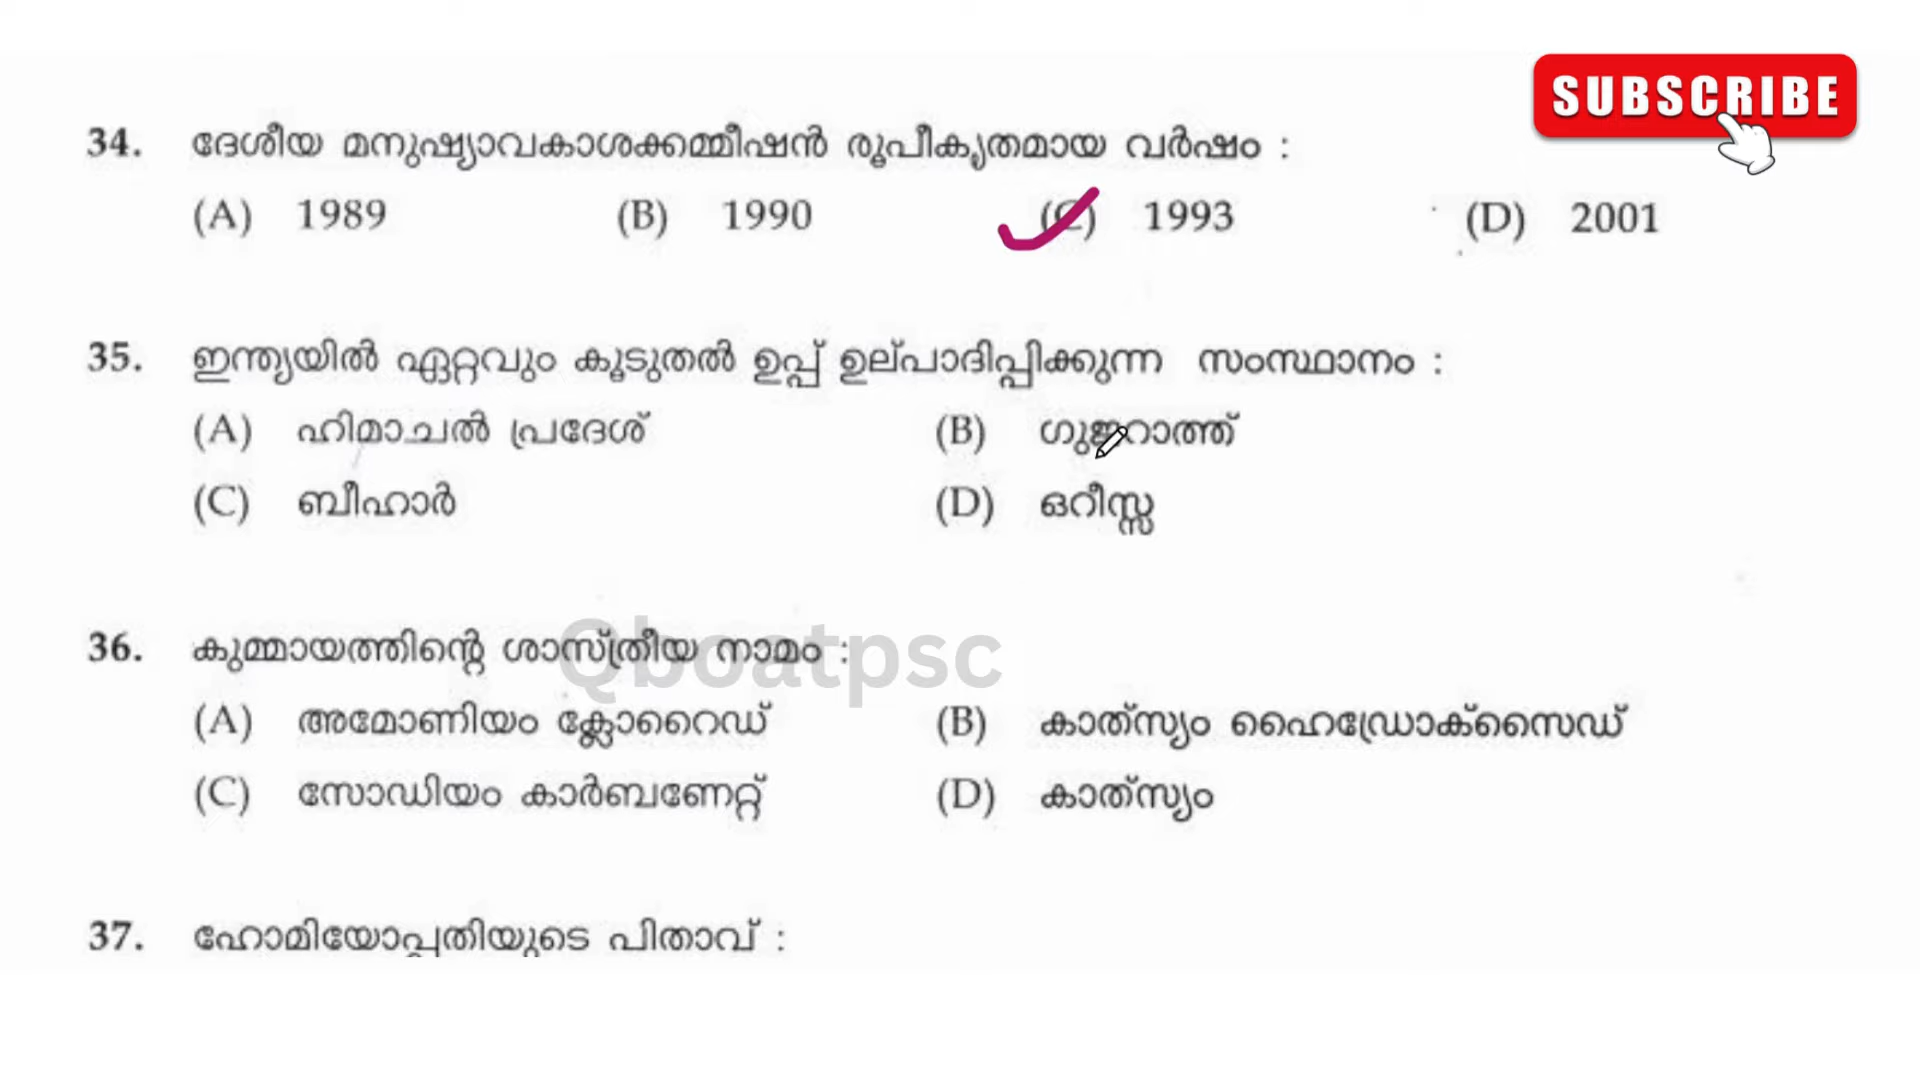 SUBSCRIBE
34. ദേശീയ മനുഷ്യാവകാശക്കമ്മീഷൻ രൂപീകൃതമായ വർഷം :
(A) 1989 (B) 1990 (C) 1993 (D) 2001
35. ഇന്ത്യയിൽ ഏറ്റവും കൂടുതൽ ഉപ്പ് ഉല്പാദിപ്പിക്കുന്ന സംസ്ഥാനം :
(A) ഹിമാചൽ പ്രദേശ് (B) ഗുജറാത്ത്
(C) ബീഹാർ (D) ഒറീസ്സ
36. കുമ്മായത്തിന്റെ ശാസ്ത്രീയ നാമം :
Qboatpsc
(A) അമോണിയം ക്ലോറൈഡ് (B) കാത്സ്യം ഹൈഡ്രോക്സൈഡ്
(C) സോഡിയം കാർബണേറ്റ് (D) കാത്സ്യം
37. ഹോമിയോപ്പതിയുടെ പിതാവ് :